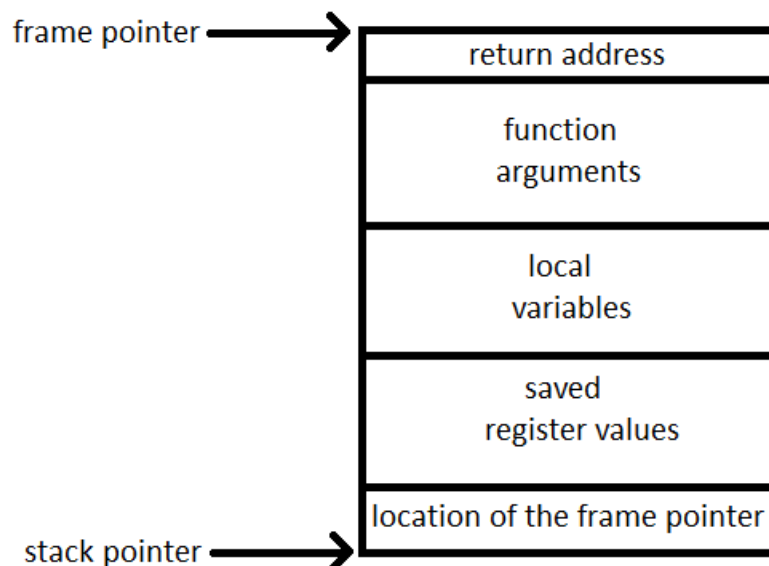 frame pointer
return address
function
arguments
local
variables
saved
register values
location of the frame pointer
stack pointer